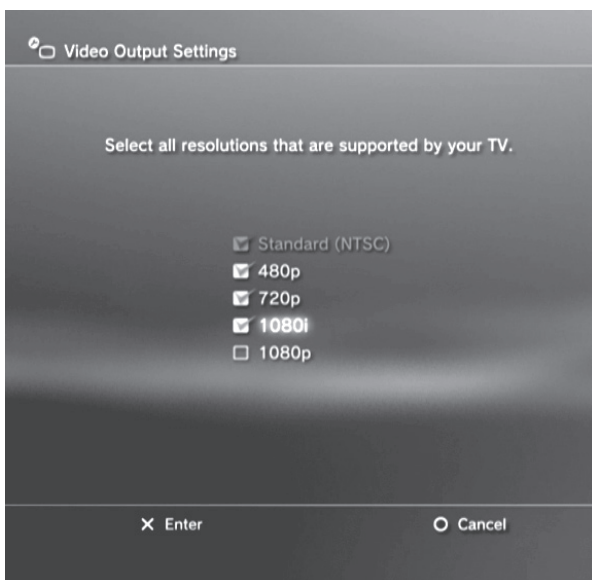 Video Output Settings
Select all resolutions that are supported by your TV.
Standard (NTSC)
480p
720p
1080i
1080p
X Enter
O Cancel